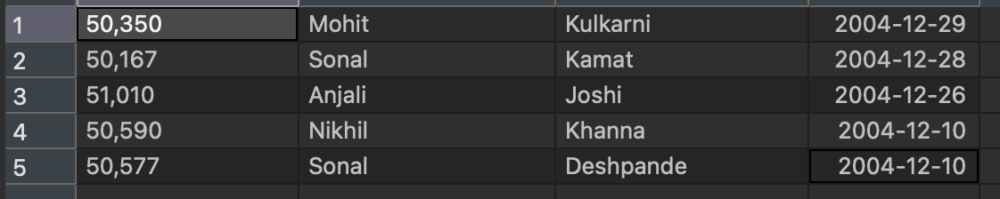 1 50,350 Mohit Kulkarni 2004-12-29
2 50,167 Sonal Kamat 2004-12-28
3 51,010 Anjali Joshi 2004-12-26
4 50,590 Nikhil Khanna 2004-12-10
5 50,577 Sonal Deshpande 2004-12-10